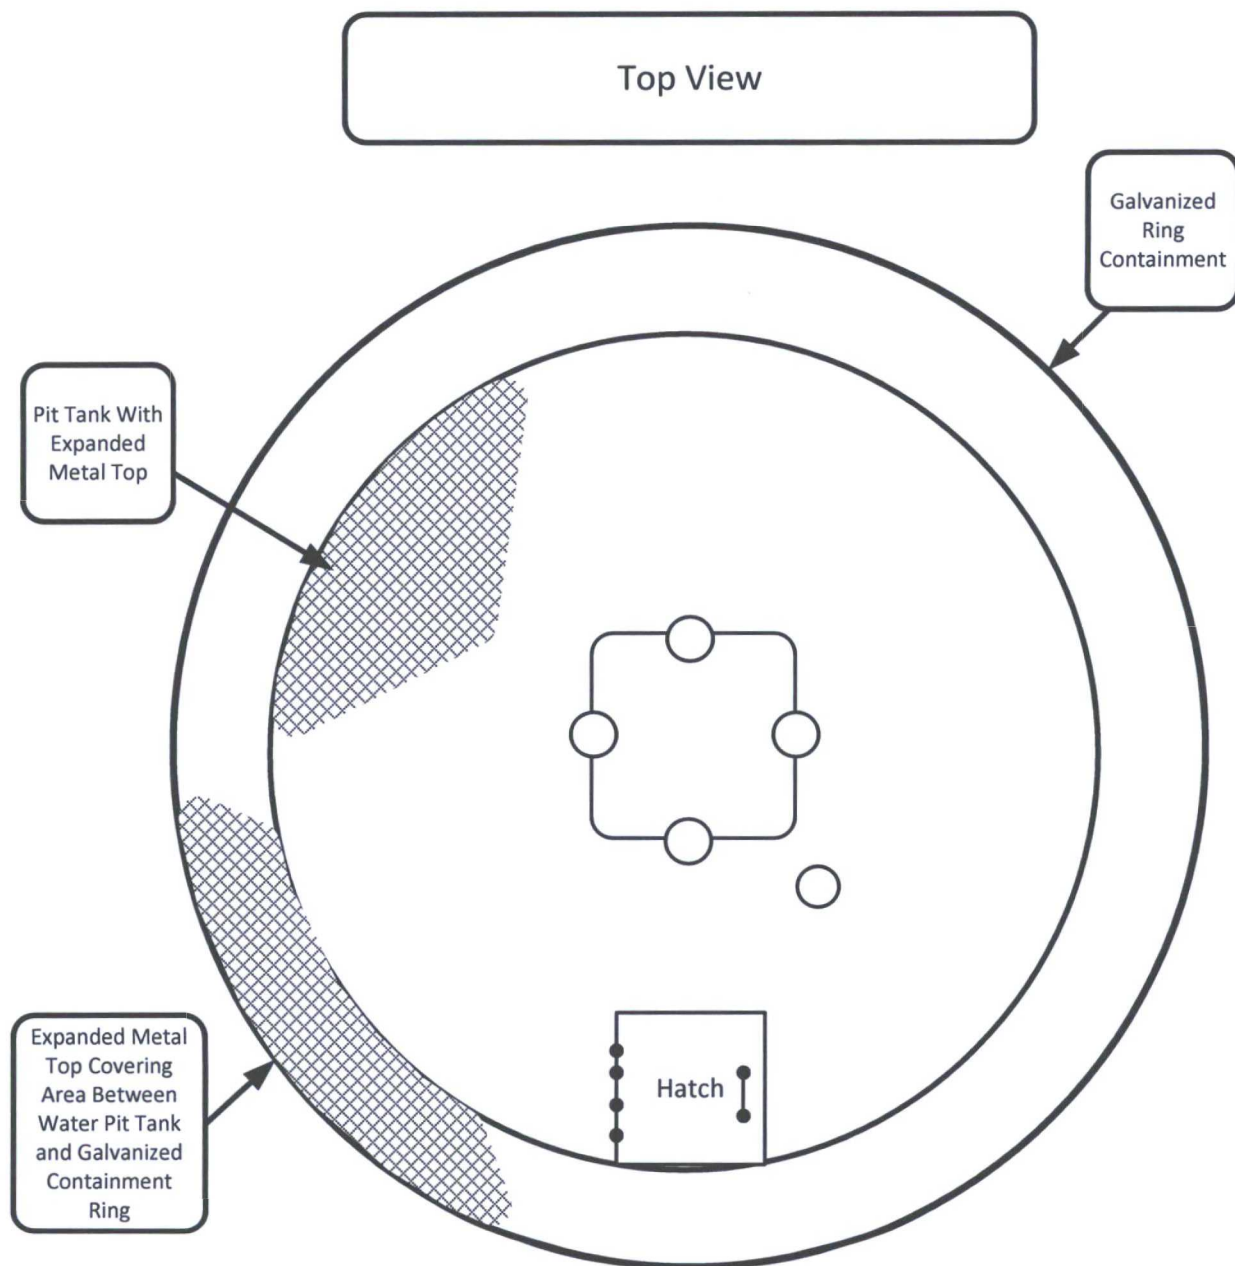 Top View
Galvanized
Ring
Containment
Pit Tank With
Expanded
Metal Top
Expanded Metal
Top Covering
Area Between
Water Pit Tank
and Galvanized
Containment
Ring
Hatch